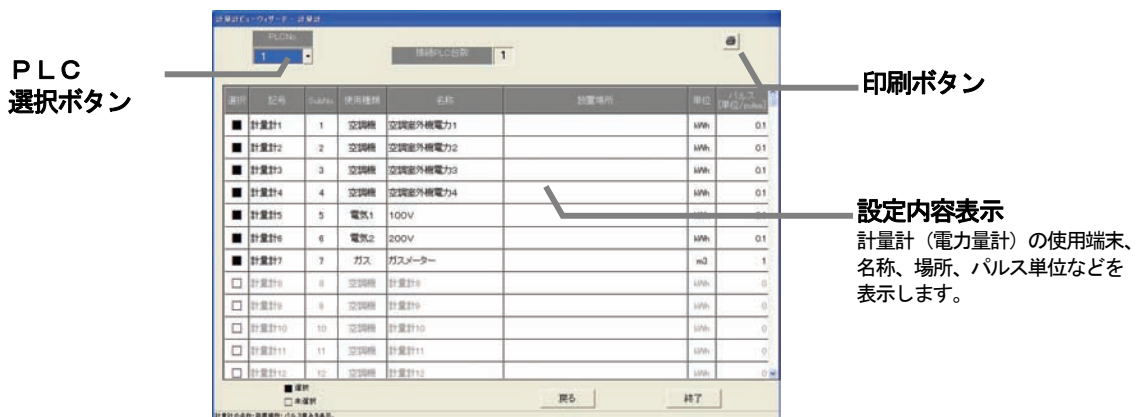 計量計ビューウィザード - 計量計
PLCNo.
1
接続PLC台数 1
PLC
選択ボタン
印刷ボタン
選択 記号 SubNo. 使用種類 名称 設置場所 単位 パルス
[単位/pulse]
■ 計量計1 1 空調機 空調室外機電力1 kWh 0.1
■ 計量計2 2 空調機 空調室外機電力2 kWh 0.1
■ 計量計3 3 空調機 空調室外機電力3 kWh 0.1
■ 計量計4 4 空調機 空調室外機電力4 kWh 0.1
■ 計量計5 5 電気1 100V
■ 計量計6 6 電気2 200V kWh 0.1
■ 計量計7 7 ガス ガスメーター m3 1
□ 計量計8 8 空調機 計量計8 kWh 0
□ 計量計9 9 空調機 計量計9 kWh 0
□ 計量計10 10 空調機 計量計10 kWh 0
□ 計量計11 11 空調機 計量計11 kWh 0
□ 計量計12 12 空調機 計量計12 kWh 0
設定内容表示
計量計（電力量計）の使用端末、
名称、場所、パルス単位などを
表示します。
■ 選択
□ 未選択
戻る 終了